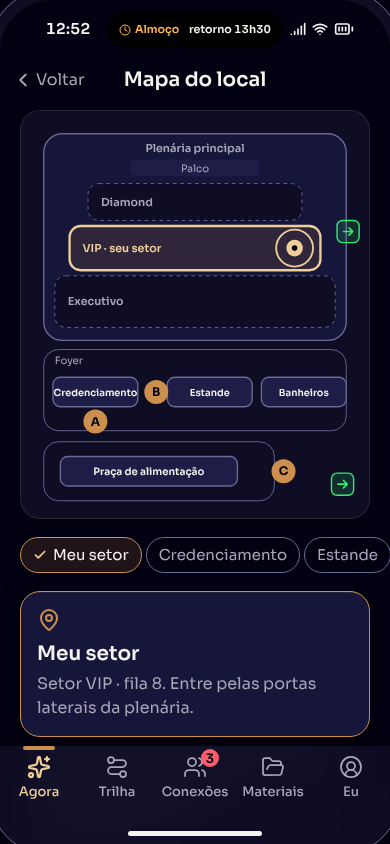 12:52
Almoço retorno 13h30
Voltar
Mapa do local
Plenária principal
Palco
Diamond
VIP · seu setor
Executivo
Foyer
Credenciamento
B
Estande
Banheiros
A
Praça de alimentação
C
Meu setor
Credenciamento
Estande
Meu setor
Setor VIP · fila 8. Entre pelas portas
laterais da plenária.
3
Agora
Trilha
Conexões
Materiais
Eu